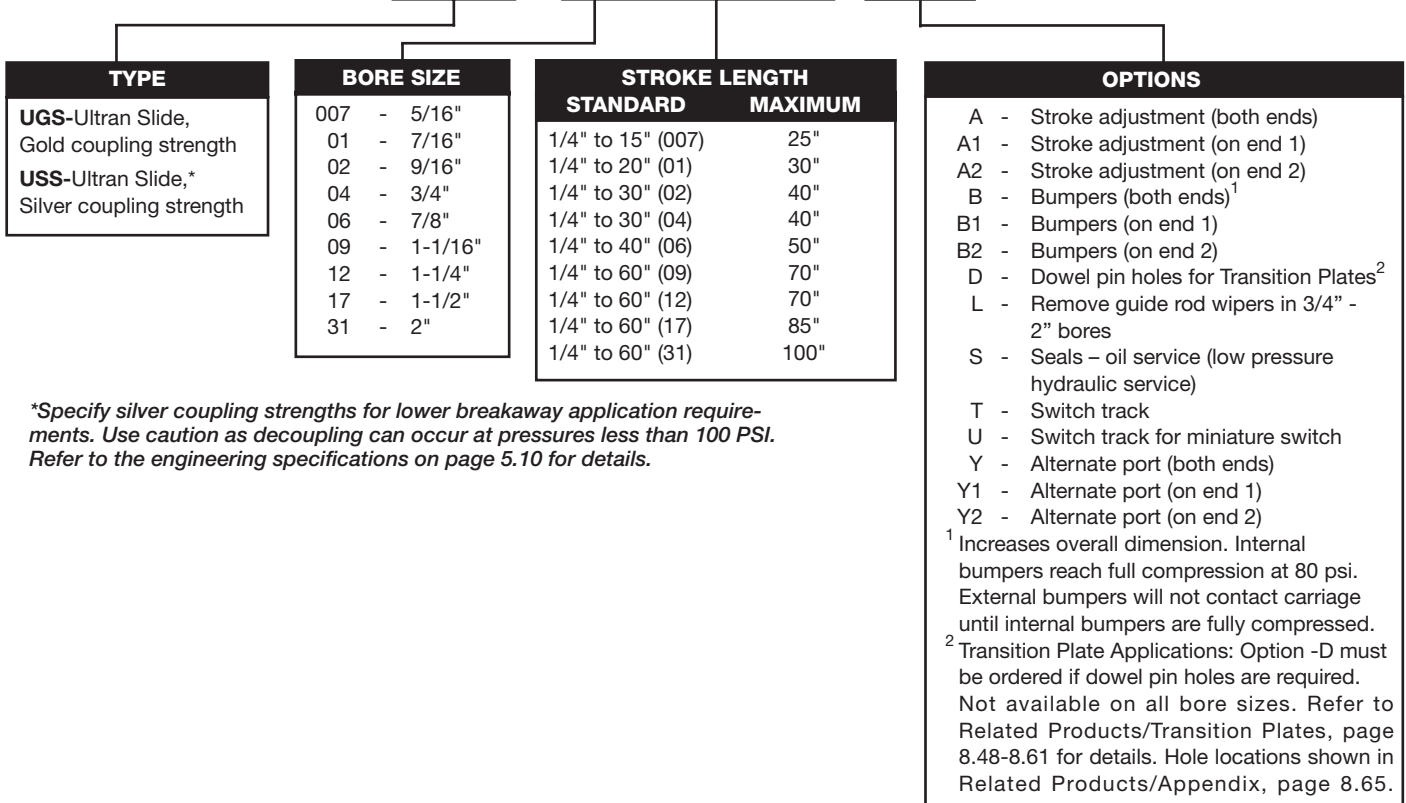 TYPE
UGS-Ultran Slide,
Gold coupling strength
USS-Ultran Slide,*
Silver coupling strength
BORE SIZE
007 - 5/16"
01 - 7/16"
02 - 9/16"
04 - 3/4"
06 - 7/8"
09 - 1-1/16"
12 - 1-1/4"
17 - 1-1/2"
31 - 2"
STROKE LENGTH
STANDARD MAXIMUM
1/4" to 15" (007) 25"
1/4" to 20" (01) 30"
1/4" to 30" (02) 40"
1/4" to 30" (04) 40"
1/4" to 40" (06) 50"
1/4" to 60" (09) 70"
1/4" to 60" (12) 70"
1/4" to 60" (17) 85"
1/4" to 60" (31) 100"
*Specify silver coupling strengths for lower breakaway application require-
ments. Use caution as decoupling can occur at pressures less than 100 PSI.
Refer to the engineering specifications on page 5.10 for details.
OPTIONS
A - Stroke adjustment (both ends)
A1 - Stroke adjustment (on end 1)
A2 - Stroke adjustment (on end 2)
B - Bumpers (both ends)1
B1 - Bumpers (on end 1)
B2 - Bumpers (on end 2)
D - Dowel pin holes for Transition Plates2
L - Remove guide rod wipers in 3/4” -
2” bores
S - Seals – oil service (low pressure
hydraulic service)
T - Switch track
U - Switch track for miniature switch
Y - Alternate port (both ends)
Y1 - Alternate port (on end 1)
Y2 - Alternate port (on end 2)
1 Increases overall dimension. Internal
bumpers reach full compression at 80 psi.
External bumpers will not contact carriage
until internal bumpers are fully compressed.
2 Transition Plate Applications: Option -D must
be ordered if dowel pin holes are required.
Not available on all bore sizes. Refer to
Related Products/Transition Plates, page
8.48-8.61 for details. Hole locations shown in
Related Products/Appendix, page 8.65.